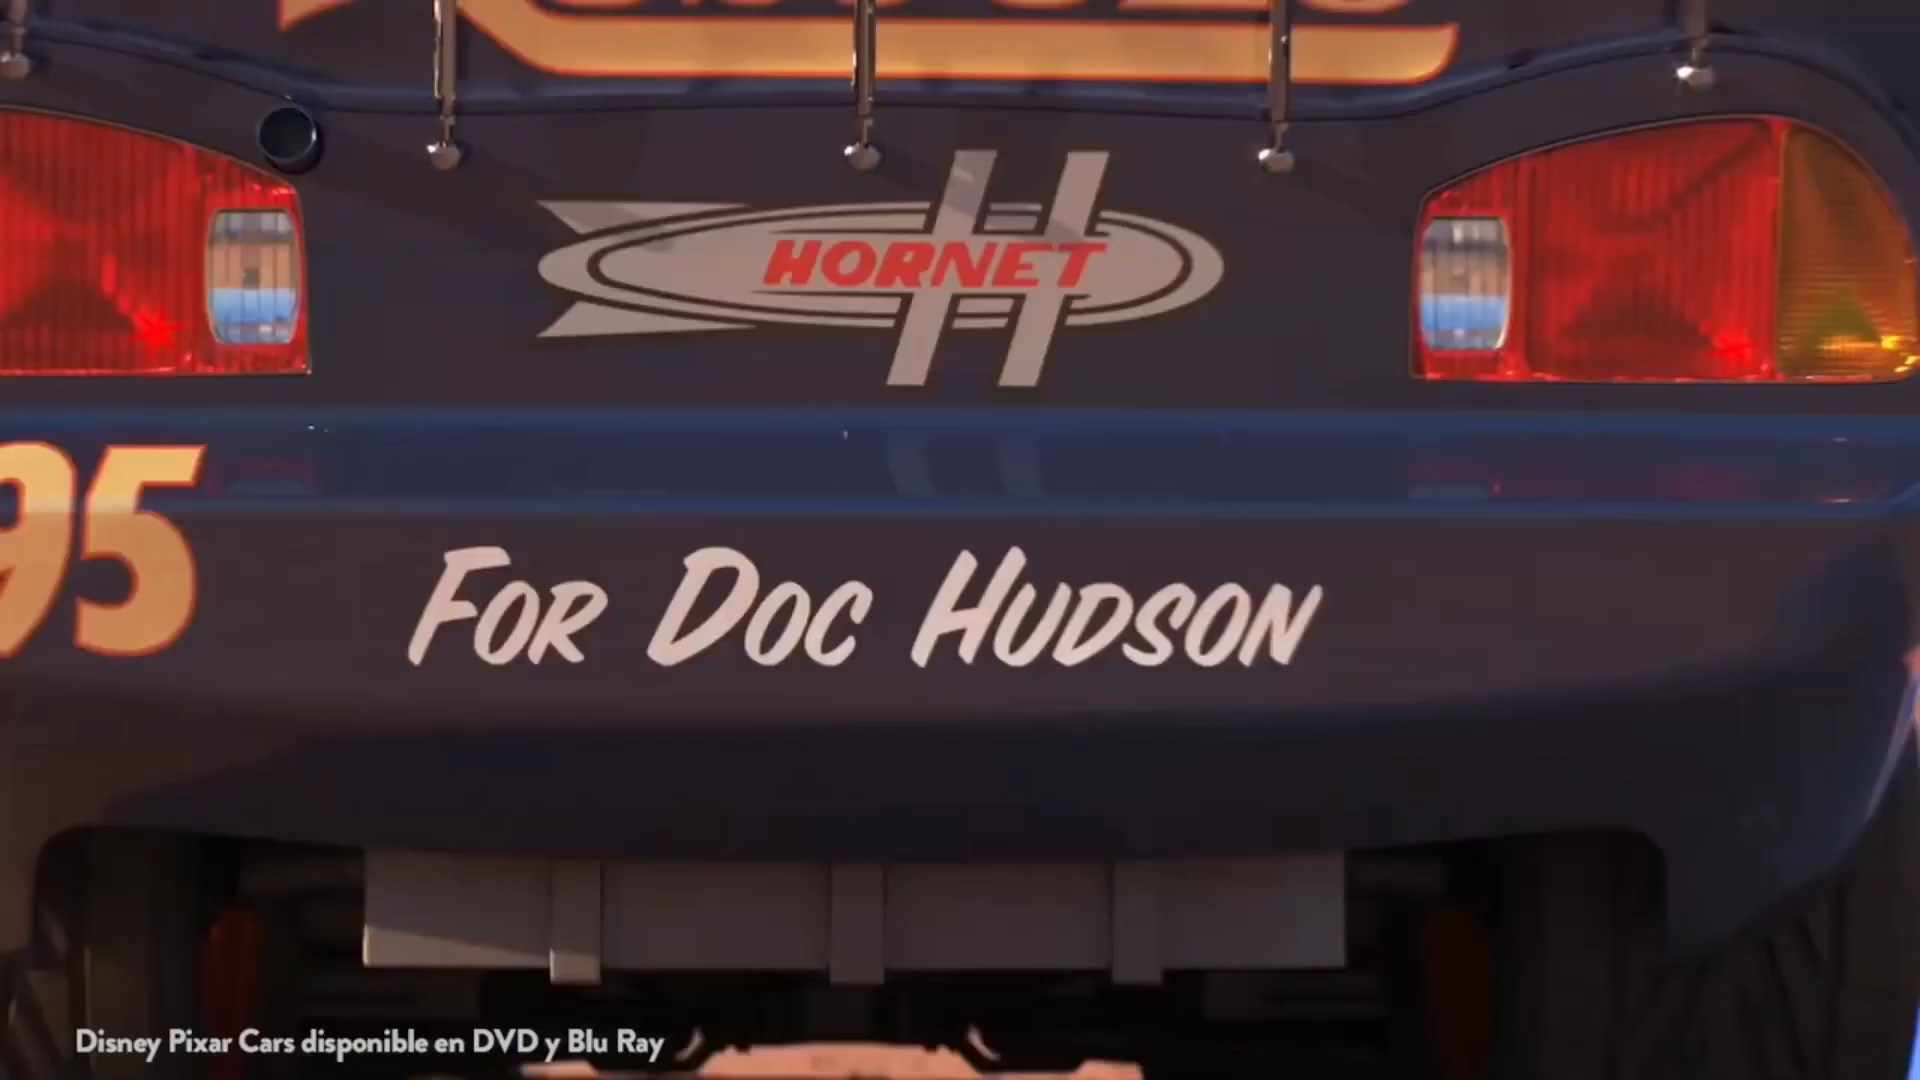 H
HORNET
95
FOR DOC HUDSON
Disney Pixar Cars disponible en DVD y Blu Ray